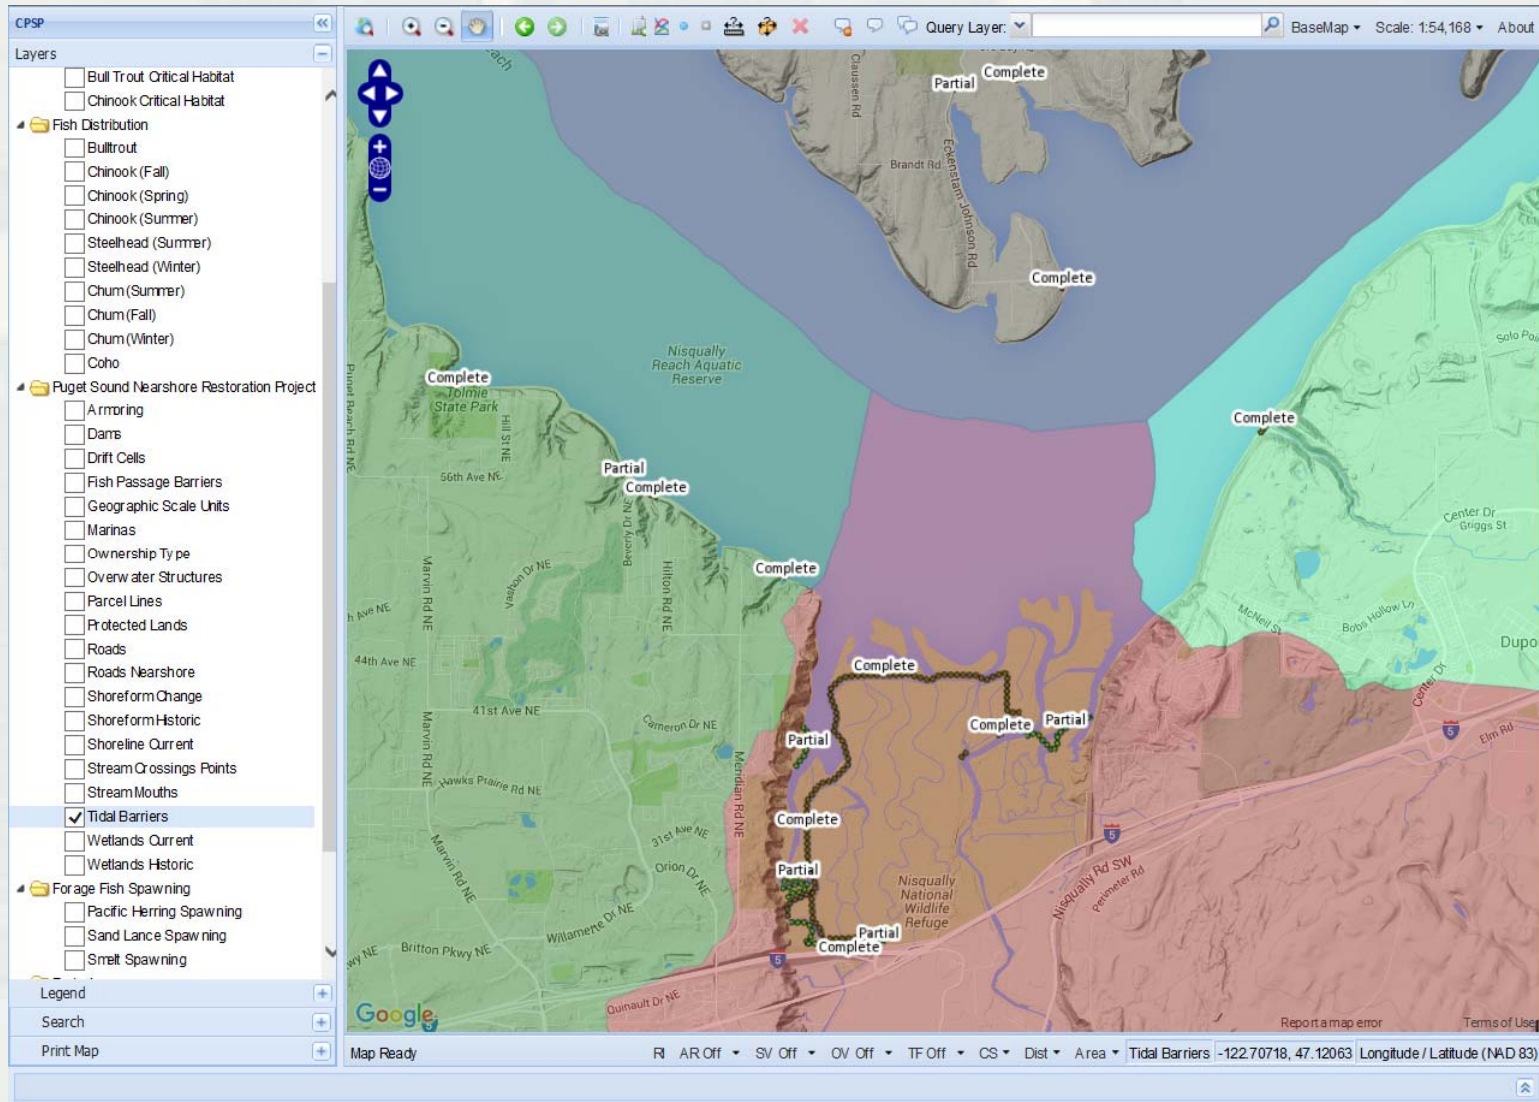 CPSP
Layers
Bull Trout Critical Habitat
Chinook Critical Habitat
Fish Distribution
Bulltrout
Chinook (Fall)
Chinook (Spring)
Chinook (Summer)
Steelhead (Summer)
Steelhead (Winter)
Chum (Summer)
Chum (Fall)
Chum (Winter)
Coho
Puget Sound Nearshore Restoration Project
Armoring
Dams
Drift Cells
Fish Passage Barriers
Geographic Scale Units
Marinas
Ownership Type
Overwater Structures
Parcel Lines
Protected Lands
Roads
Roads Nearshore
Shoreform Change
Shoreform Historic
Shoreline Current
Stream Crossings Points
Stream Mouths
Tidal Barriers
Wetlands Current
Wetlands Historic
Forage Fish Spawning
Pacific Herring Spawning
Sand Lance Spawning
Smelt Spawning
Legend
Search
Print Map
Query Layer:
BaseMap
Scale: 1:54,168
About
Beach
Claussen Rd
Partial
Complete
Brandt Rd
Eckenstam Johnson Rd
Complete
Nisqually
Reach Aquatic
Reserve
Solo Poi
Complete
Tolmie
State Park
Hill St NE
Puget Beach Rd NE
Complete
Partial
Complete
56th Ave NE
Beverly Dr NE
Center Dr
Griggs St
Marvin Rd NE
Vashon Dr NE
Hilton Rd NE
Complete
h Ave NE
McNeil St
Bobs Hollow Ln
Dupo
44th Ave NE
Complete
Center Dr
41st Ave NE
Cameron Dr NE
Complete
Partial
Partial
5
Elm Rd
Meridian Rd NE
Hawks Prairie Rd NE
Marvin Rd NE
31st Ave NE
Complete
5
Orion Dr NE
Partial
Nisqually
National
Wildlife
Refuge
Nisqually Rd SW
Perimeter Rd
Willamette Dr NE
Partial
Complete
wy NE
Britton Pkwy NE
5
Quinault Dr NE
Google
5
Report a map error
Terms of Use
Map Ready
RI
AR Off
SV Off
OV Off
TF Off
CS
Dist
Area
Tidal Barriers
-122.70718, 47.12063
Longitude / Latitude (NAD 83)